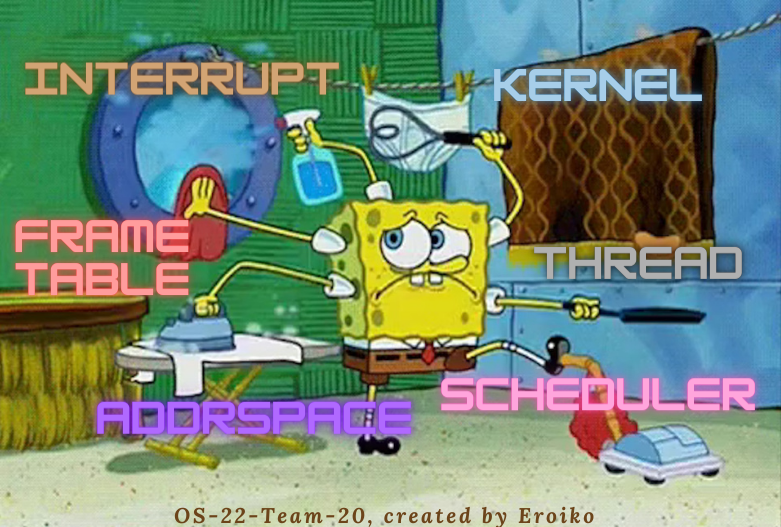 INTERRUPT
KERNEL
FRAME
TABLE
THREAD
ADDRSPACE
SCHEDULER
OS-22-Team-20, created by Eroiko